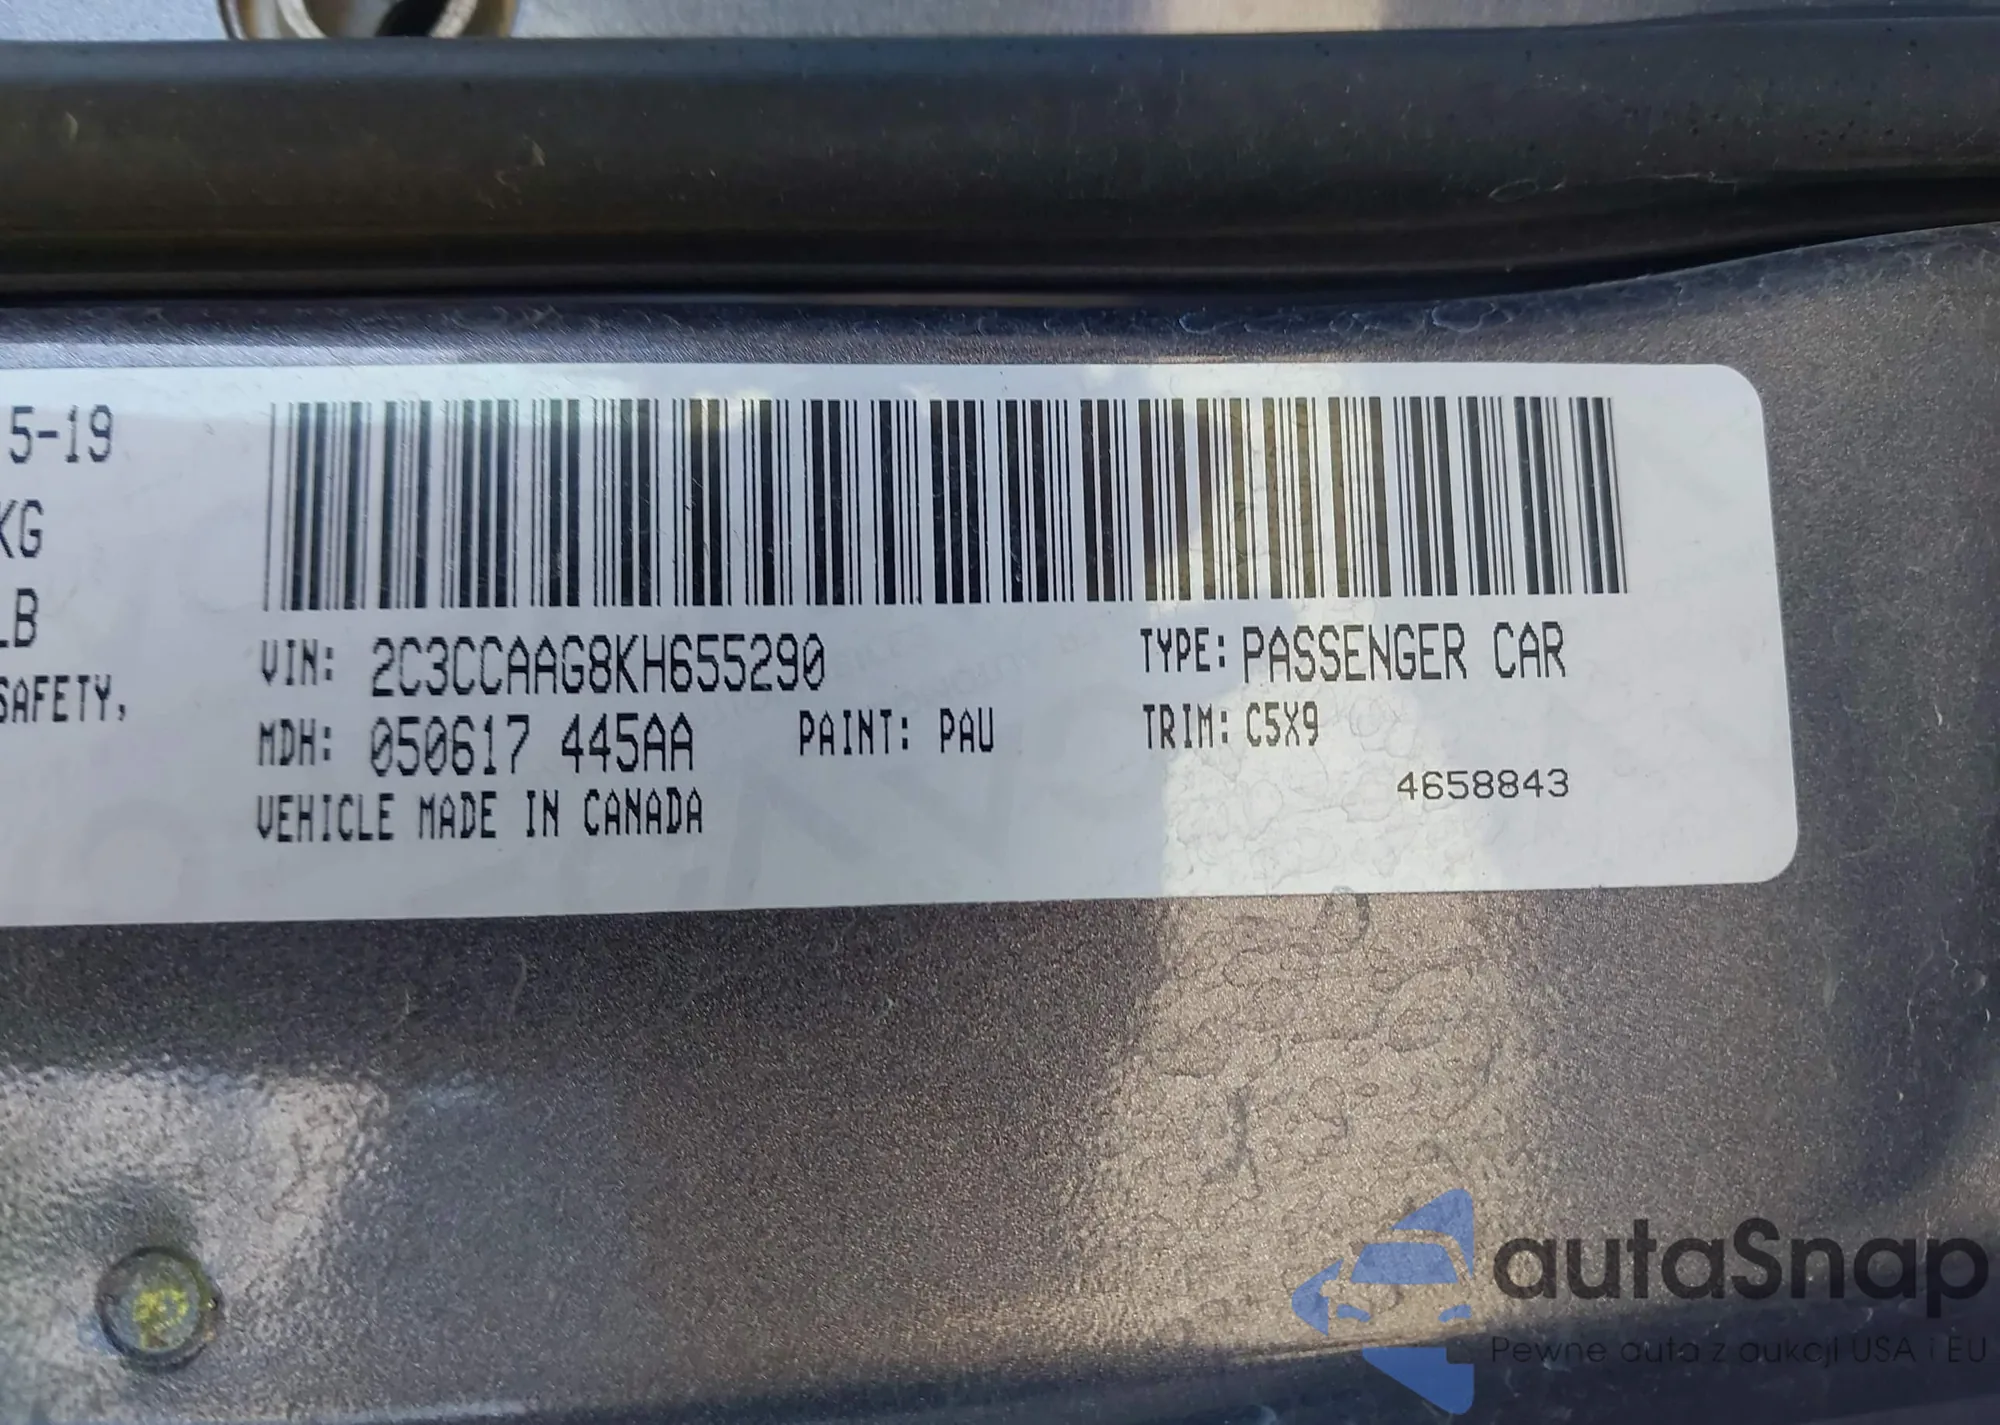 5-19
KG
LB
SAFETY,
VIN: 2C3CCAAG8KH655290
TYPE: PASSENGER CAR
MDH: 050617 445AA
PAINT: PAU
TRIM: C5X9
VEHICLE MADE IN CANADA
4658843
autaSnap
Pewne auta z aukcji USA i EU